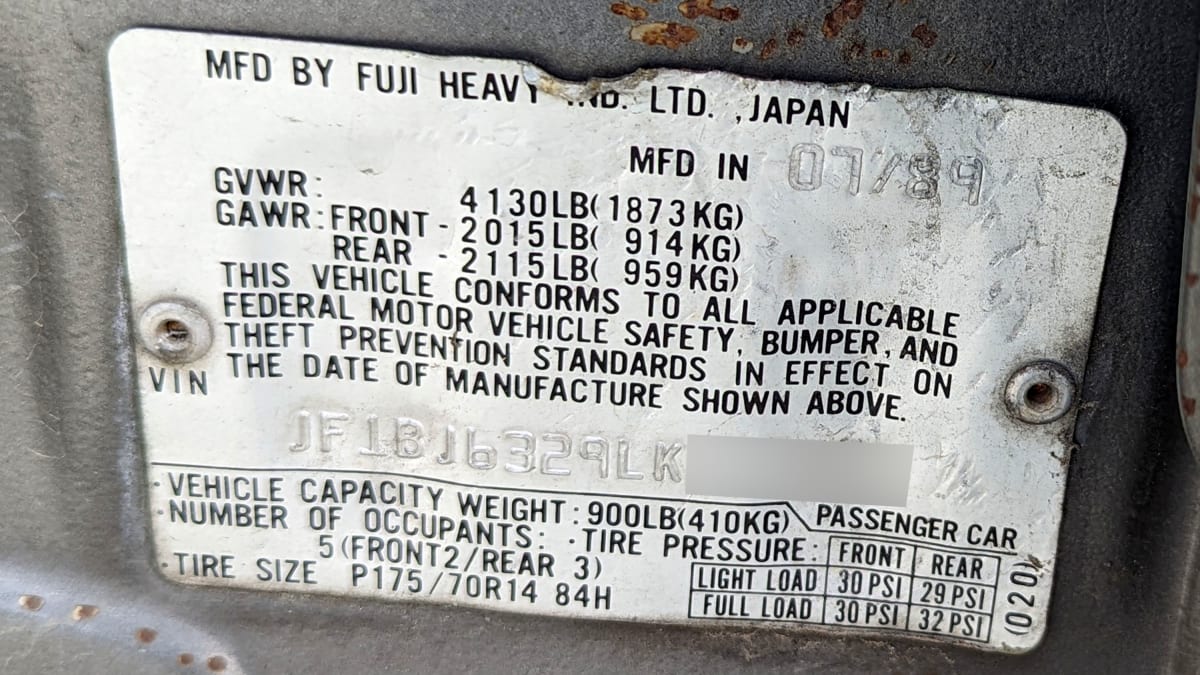 MFD BY FUJI HEAVY IND. LTD. ,JAPAN
MFD IN 07/89
GVWR: 4130LB(1873KG)
GAWR: FRONT - 2015LB( 914KG)
REAR - 2115LB( 959KG)
THIS VEHICLE CONFORMS TO ALL APPLICABLE
FEDERAL MOTOR VEHICLE SAFETY, BUMPER, AND
THEFT PREVENTION STANDARDS IN EFFECT ON
THE DATE OF MANUFACTURE SHOWN ABOVE.
VIN
JF1BJ6329LK
·VEHICLE CAPACITY WEIGHT: 900LB(410KG) PASSENGER CAR
·NUMBER OF OCCUPANTS: ·TIRE PRESSURE: FRONT REAR
5(FRONT2/REAR 3) LIGHT LOAD 30 PSI 29 PSI
·TIRE SIZE P175/70R14 84H FULL LOAD 30 PSI 32 PSI
(020)